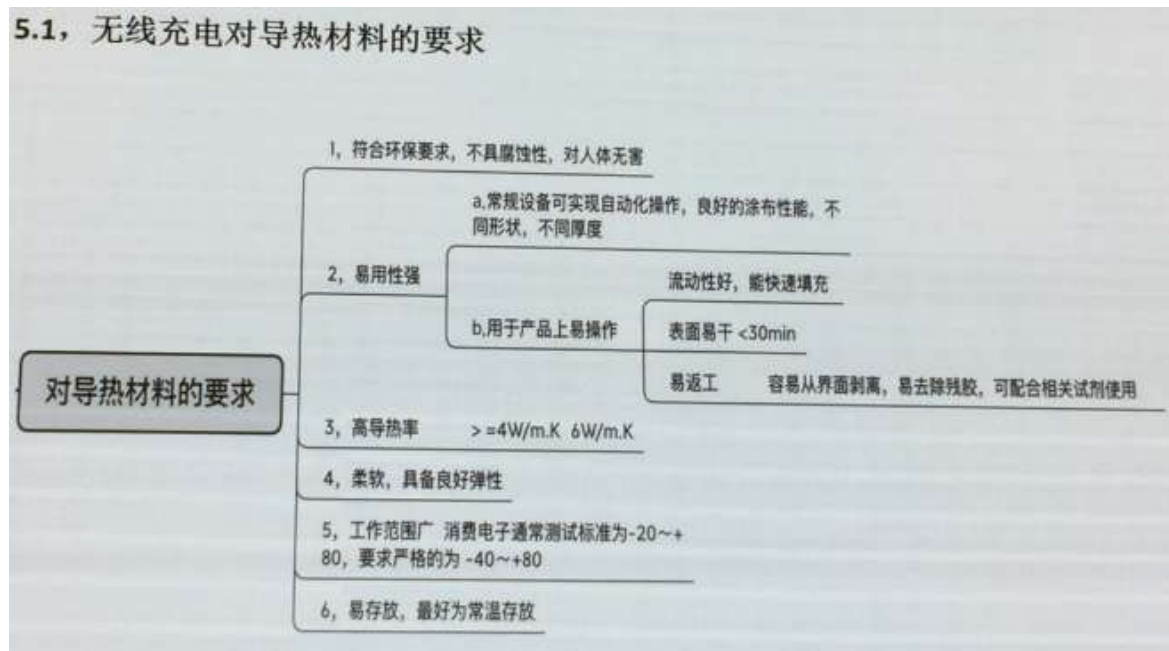 5.1，无线充电对导热材料的要求
1，符合环保要求，不具腐蚀性，对人体无害
a.常规设备可实现自动化操作，良好的涂布性能，不
同形状，不同厚度
2，易用性强
流动性好，能快速填充
b.用于产品上易操作
表面易干 <30min
易返工 容易从界面剥离，易去除残胶，可配合相关试剂使用
对导热材料的要求
3，高导热率 >=4W/m.K 6W/m.K
4，柔软，具备良好弹性
5，工作范围广 消费电子通常测试标准为-20～+
80，要求严格的为 -40～+80
6，易存放，最好为常温存放